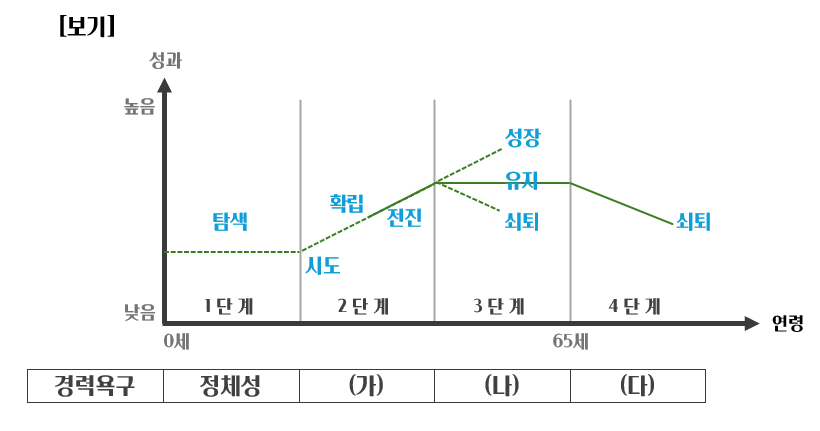 [보기]
성과
높음
성장
유지
확립
전진
탐색
쇠퇴
쇠퇴
시도
낮음
1단 계
2 단 계
3 단 계
4 단 계
연령
0세
65세
경력욕구
정체성
(가)
(나)
(다)